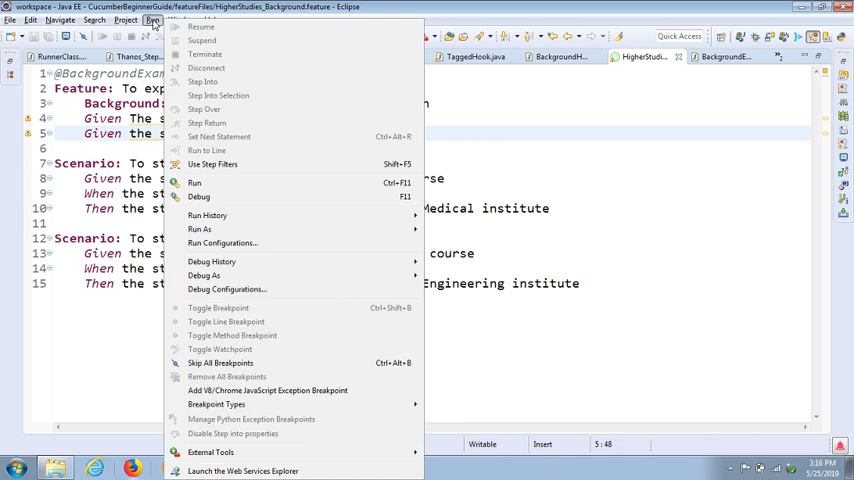 workspace - Java EE - CucumberBeginnerGuide/featureFiles/HigherStudies_Background.feature - Eclipse
File Edit Navigate Search Project Run
Quick Access
RunnerClass.... Thanos_Step... TaggedHook.java BackgroundH... HigherStudi... BackgroundE...
1 @BackgroundExam
2 Feature: To exp
3 Background:
4 Given The s
5 Given the s
6
7 Scenario: To st
8 Given the s rse
9 When the st
10 Then the st Medical institute
11
12 Scenario: To st
13 Given the s course
14 When the st
15 Then the st Engineering institute
Resume
Suspend
Terminate
Disconnect
Step Into
Step Into Selection
Step Over
Step Return
Set Next Statement Ctrl+Alt+R
Run to Line
Use Step Filters Shift+F5
Run Ctrl+F11
Debug F11
Run History
Run As
Run Configurations...
Debug History
Debug As
Debug Configurations...
Toggle Breakpoint Ctrl+Shift+B
Toggle Line Breakpoint
Toggle Method Breakpoint
Toggle Watchpoint
Skip All Breakpoints Ctrl+Alt+B
Remove All Breakpoints
Add V8/Chrome JavaScript Exception Breakpoint
Breakpoint Types
Manage Python Exception Breakpoints
Disable Step into properties
External Tools
Launch the Web Services Explorer
Writable Insert 5 : 48
3:16 PM
5/25/2019